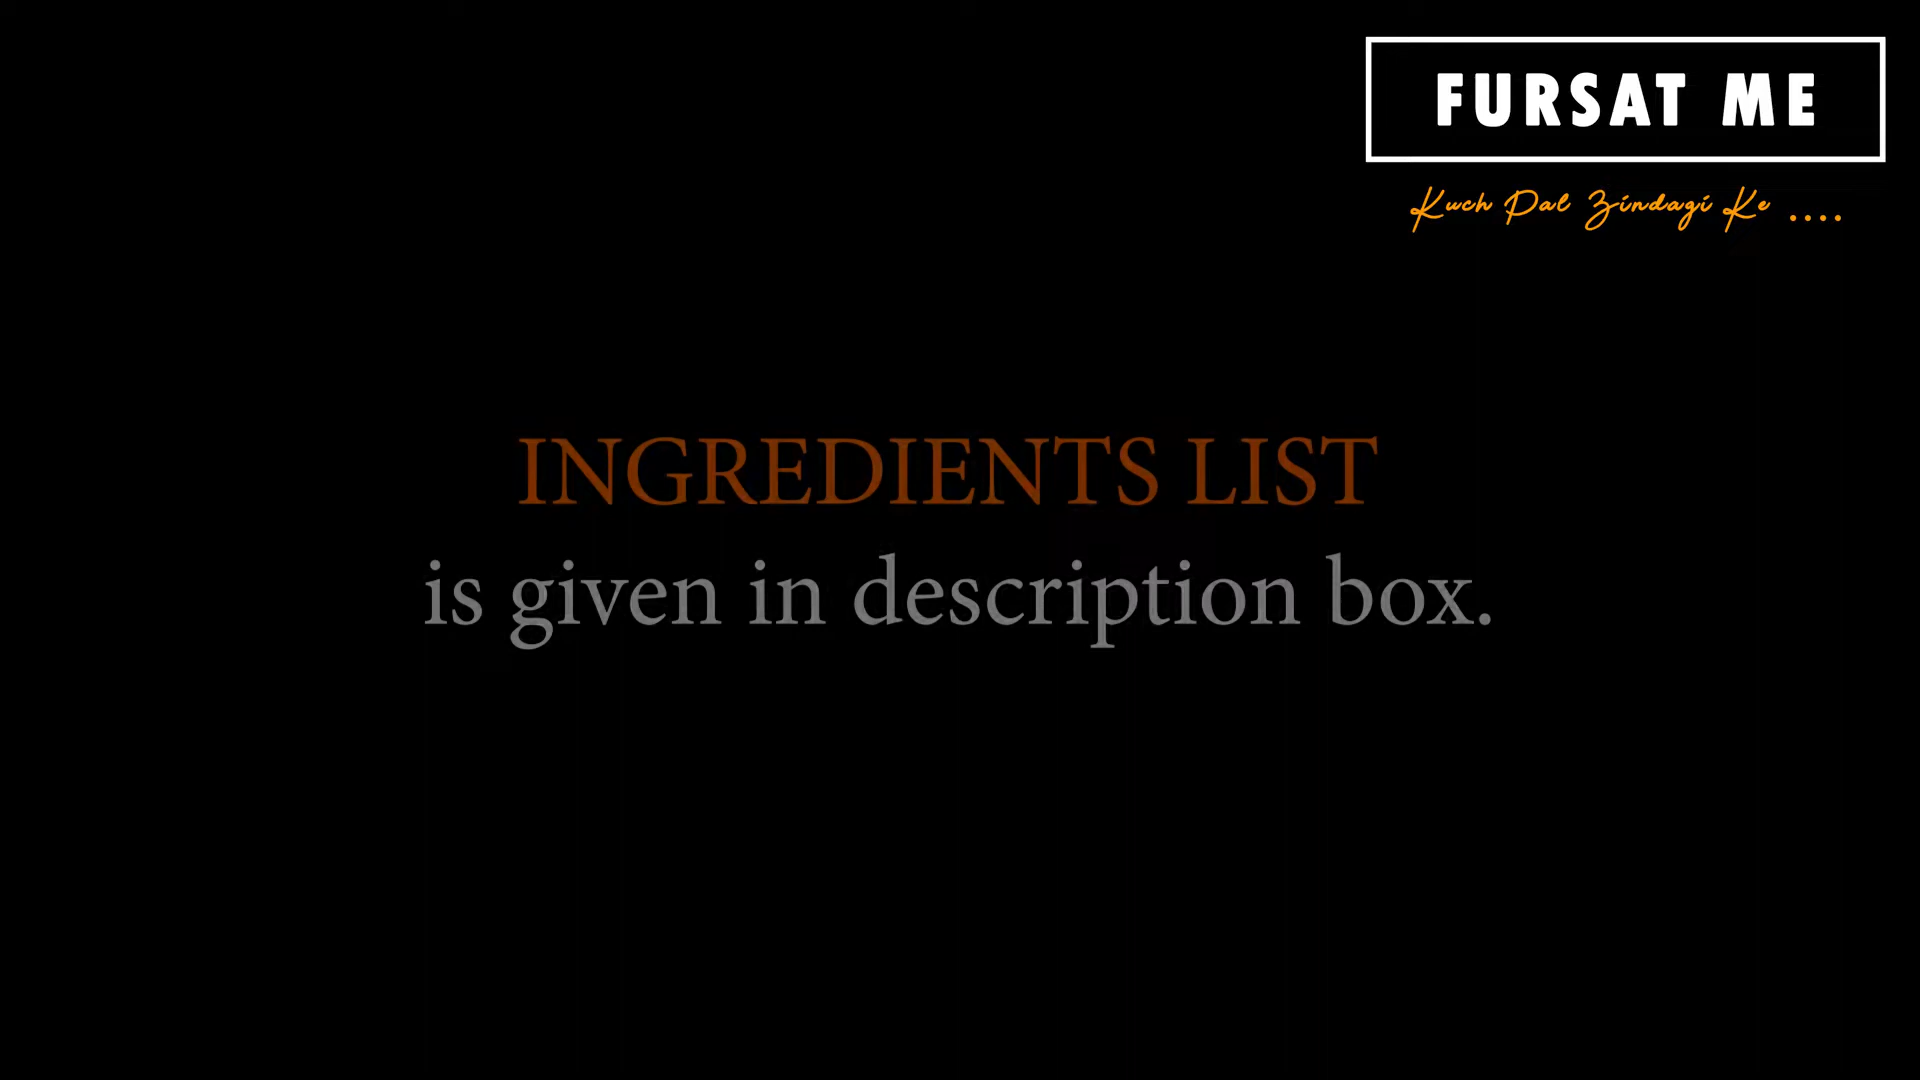 FURSAT ME
Kuch Pal Zindagi Ke ....
INGREDIENTS LIST
is given in description box.